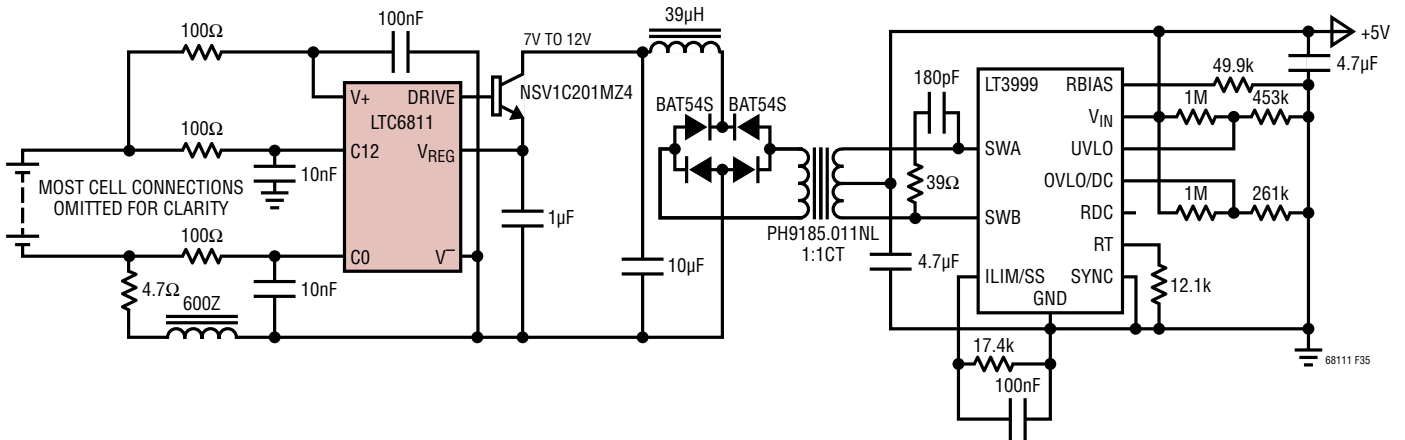 100Ω
100nF
39µH
7V TO 12V
+5V
4.7µF
49.9k
180pF
LT3999
RBIAS
V+
DRIVE
NSV1C201MZ4
BAT54S
BAT54S
1M
453k
LTC6811
VIN
100Ω
C12
VREG
SWA
UVLO
10nF
OVLO/DC
MOST CELL CONNECTIONS
OMITTED FOR CLARITY
39Ω
1M
261k
1µF
SWB
RDC
100Ω
PH9185.011NL
1:1CT
RT
C0
V–
10µF
4.7µF
ILIM/SS
SYNC
12.1k
4.7Ω
10nF
GND
600Z
17.4k
68111 F35
100nF